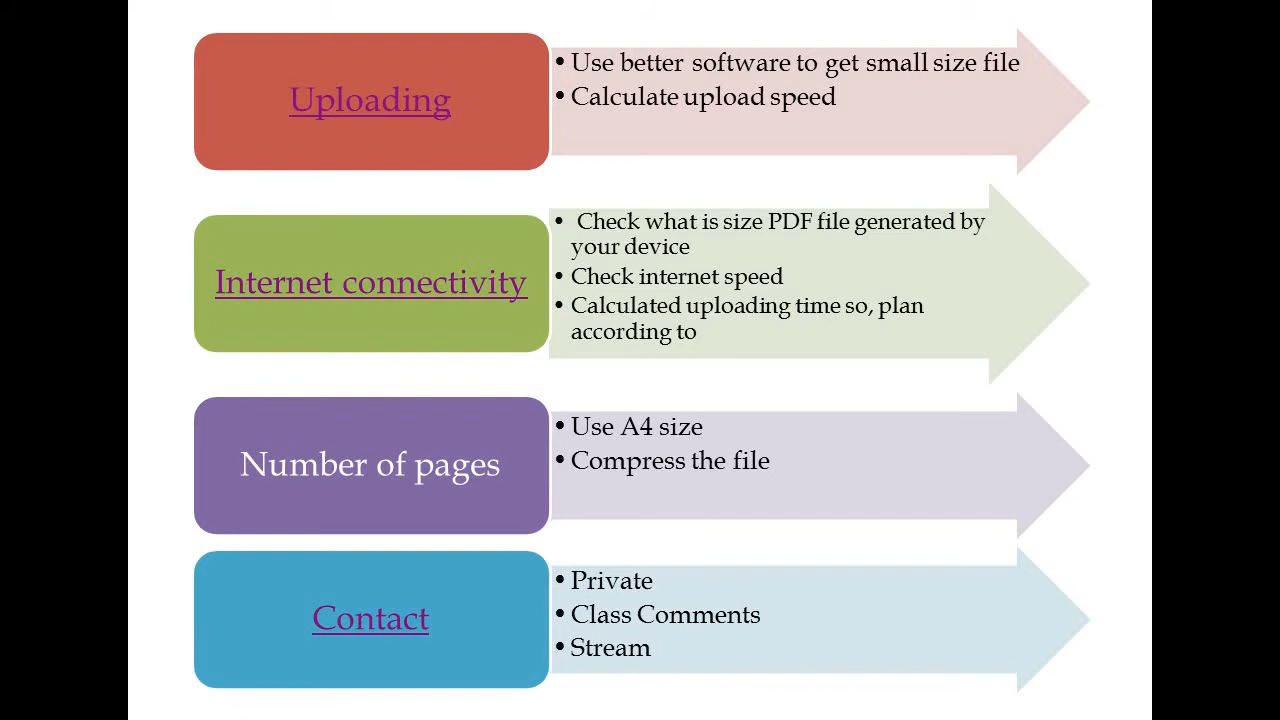 Uploading
• Use better software to get small size file
• Calculate upload speed
Internet connectivity
• Check what is size PDF file generated by
your device
• Check internet speed
• Calculated uploading time so, plan
according to
Number of pages
• Use A4 size
• Compress the file
Contact
• Private
• Class Comments
• Stream